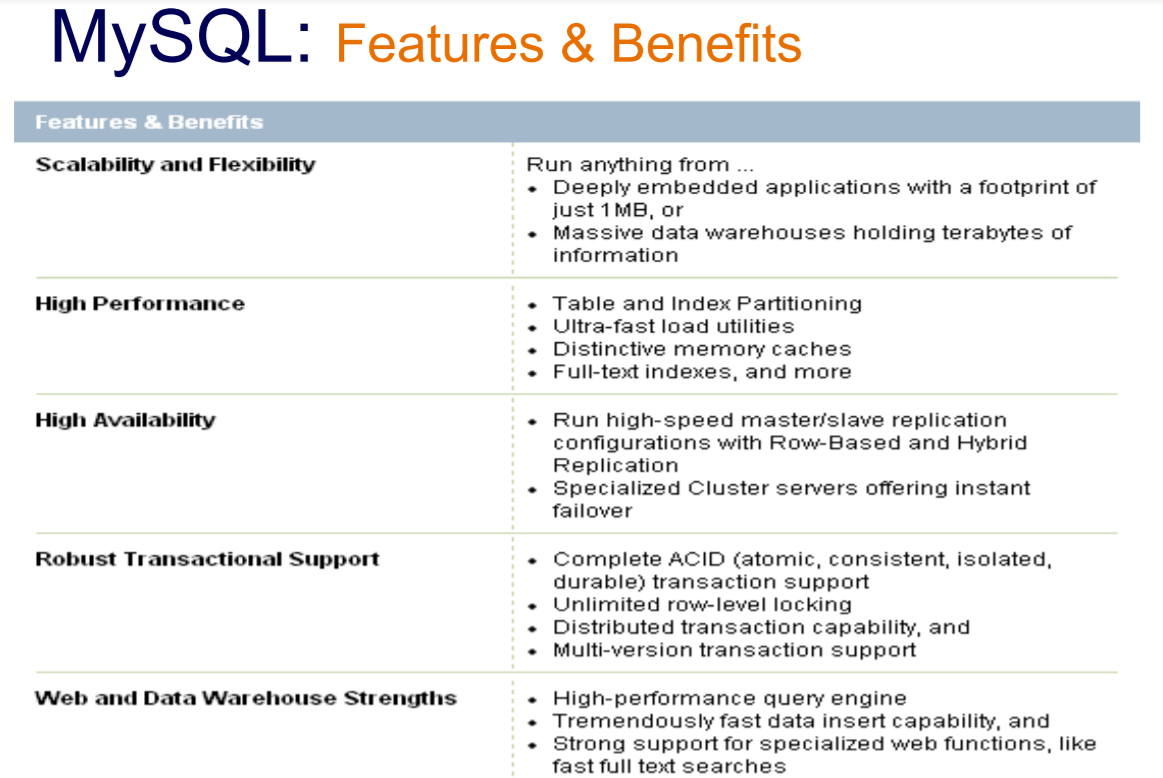 MySQL: Features & Benefits
Features & Benefits
Scalability and Flexibility
Run anything from ...
• Deeply embedded applications with a footprint of
just 1MB, or
• Massive data warehouses holding terabytes of
information
High Performance
• Table and Index Partitioning
• Ultra-fast load utilities
• Distinctive memory caches
• Full-text indexes, and more
High Availability
• Run high-speed master/slave replication
configurations with Row-Based and Hybrid
Replication
• Specialized Cluster servers offering instant
failover
Robust Transactional Support
• Complete ACID (atomic, consistent, isolated,
durable) transaction support
• Unlimited row-level locking
• Distributed transaction capability, and
• Multi-version transaction support
Web and Data Warehouse Strengths
• High-performance query engine
• Tremendously fast data insert capability, and
• Strong support for specialized web functions, like
fast full text searches